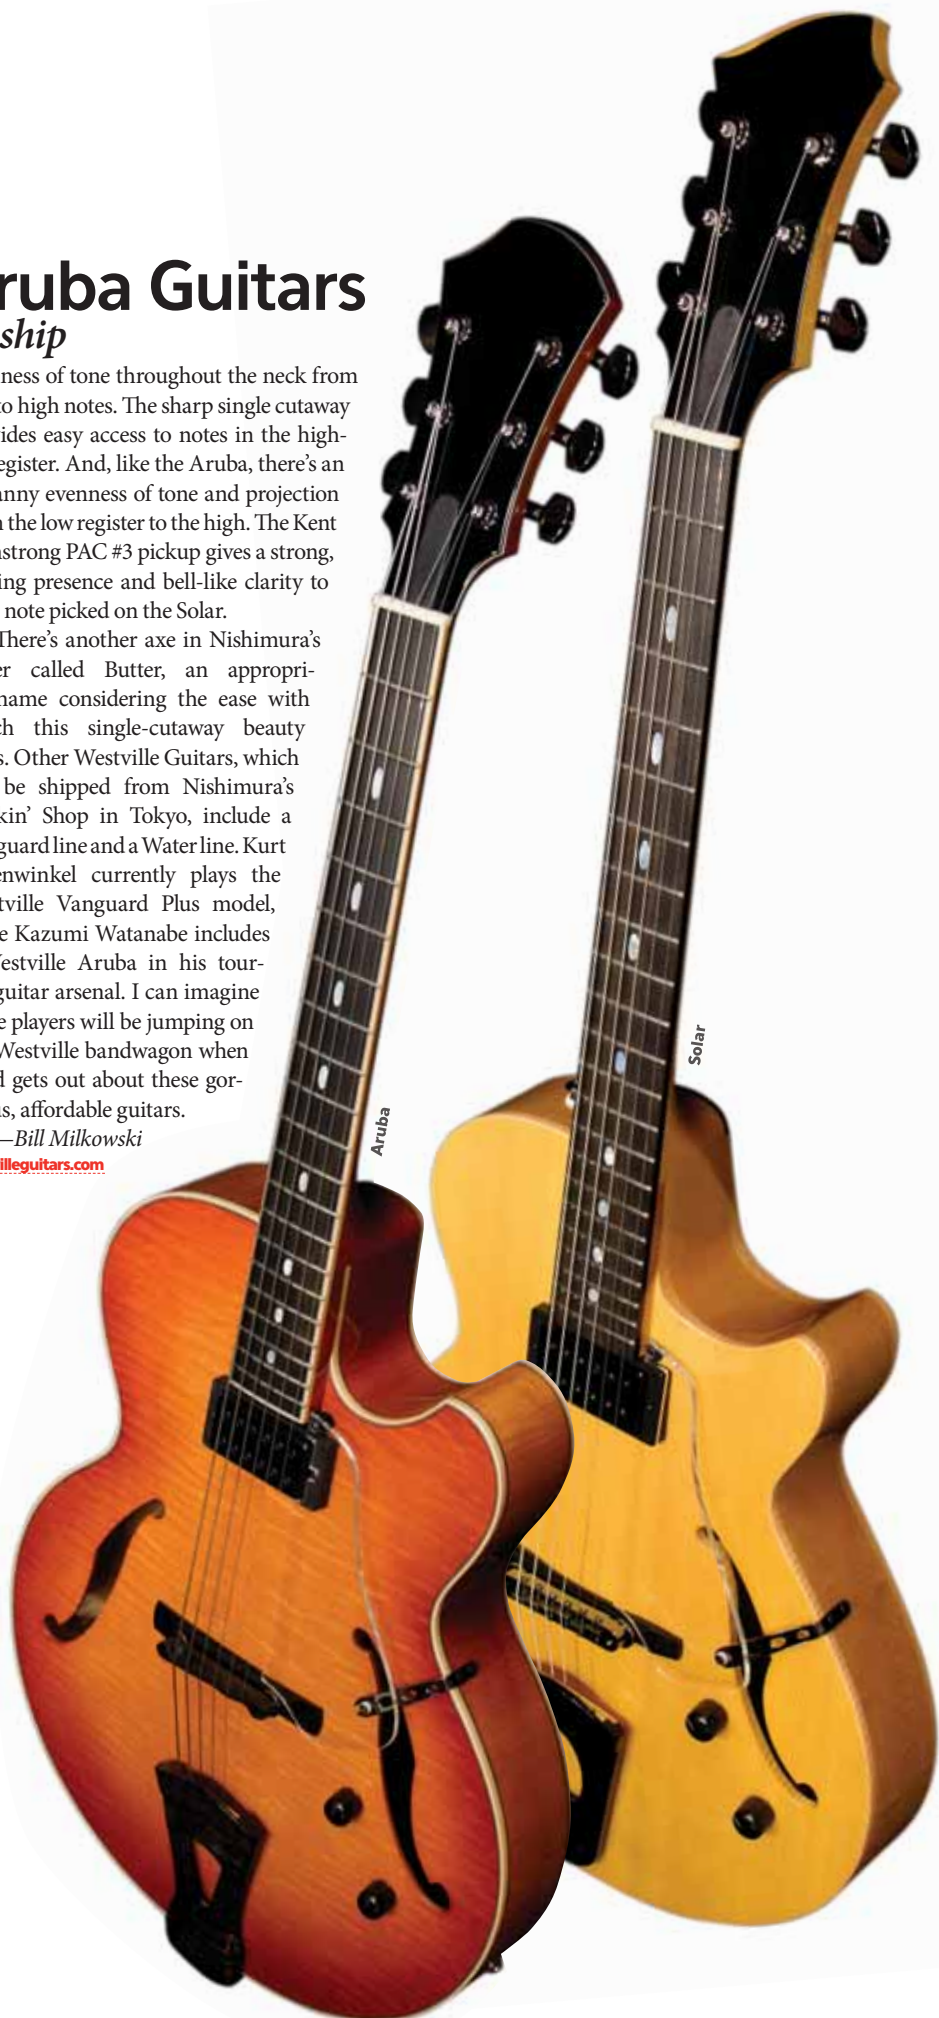 ruba Guitars
ship
ness of tone throughout the neck from
to high notes. The sharp single cutaway
ides easy access to notes in the high-
egister. And, like the Aruba, there's an
anny evenness of tone and projection
n the low register to the high. The Kent
nstrong PAC #3 pickup gives a strong,
ing presence and bell-like clarity to
note picked on the Solar.
There's another axe in Nishimura's
er called Butter, an appropri-
name considering the ease with
ch this single-cutaway beauty
s. Other Westville Guitars, which
be shipped from Nishimura's
kin' Shop in Tokyo, include a
guard line and a Water line. Kurt
enwinkel currently plays the
tville Vanguard Plus model,
e Kazumi Watanabe includes
Vestville Aruba in his tour-
guitar arsenal. I can imagine
e players will be jumping on
Westville bandwagon when
d gets out about these gor-
us, affordable guitars.
—Bill Milkowski
illeguitars.com
Aruba
Solar